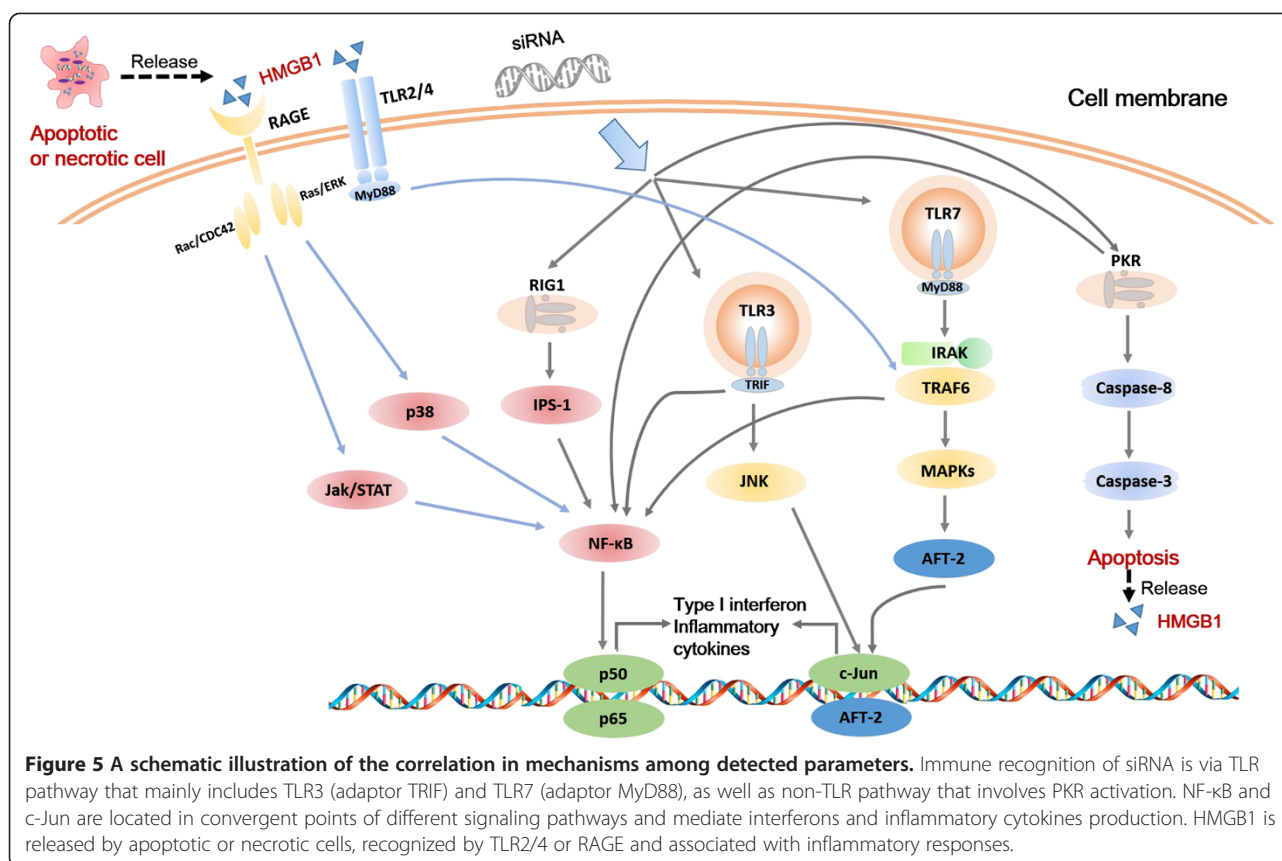 siRNA
Release
HMGB1
TLR2/4
RAGE
Cell membrane
Apoptotic
or necrotic cell
Ras/ERK
MyD88
Rac/CDC42
TLR7
MyD88
PKR
RIG1
TLR3
TRIF
IRAK
TRAF6
Caspase-8
p38
IPS-1
Jak/STAT
JNK
MAPKs
Caspase-3
NF-κB
AFT-2
Apoptosis
Release
HMGB1
Type I interferon
Inflammatory
cytokines
p50
c-Jun
p65
AFT-2
Figure 5 A schematic illustration of the correlation in mechanisms among detected parameters. Immune recognition of siRNA is via TLR
pathway that mainly includes TLR3 (adaptor TRIF) and TLR7 (adaptor MyD88), as well as non-TLR pathway that involves PKR activation. NF-κB and
c-Jun are located in convergent points of different signaling pathways and mediate interferons and inflammatory cytokines production. HMGB1 is
released by apoptotic or necrotic cells, recognized by TLR2/4 or RAGE and associated with inflammatory responses.